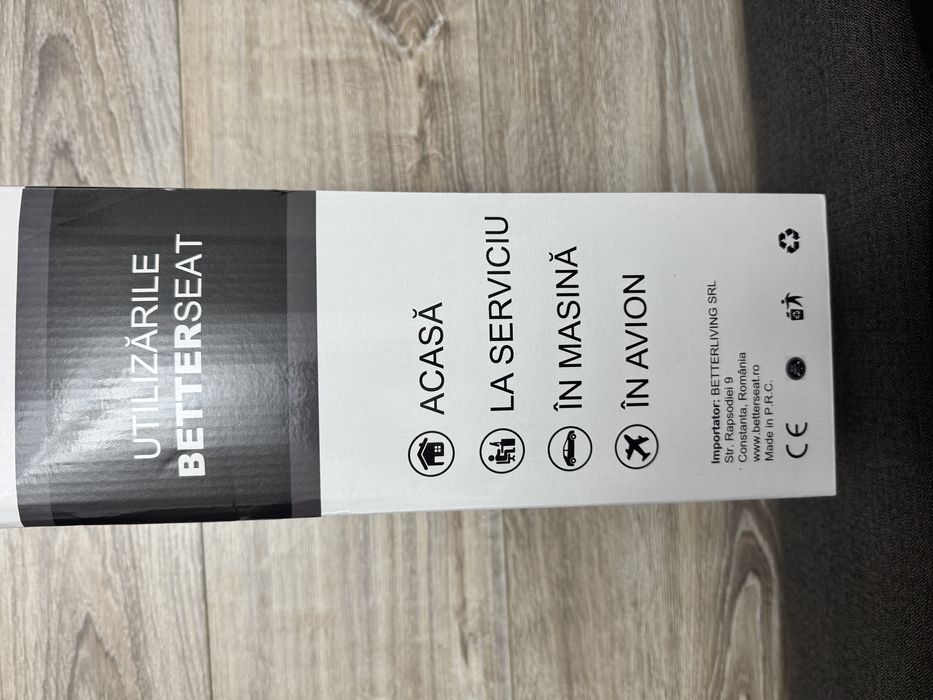 UTILIZĂRILE
BETTERSEAT
ACASĂ
LA SERVICIU
ÎN MASINĂ
ÎN AVION
Importator: BETTERLIVING SRL
Str. Rapsodiei 9
Constanta, România
www.betterseat.ro
Made in P.R.C.
CE